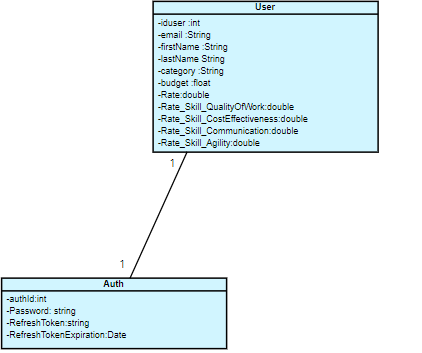 User
-iduser :int
-email :String
-firstName :String
-lastName String
-category :String
-budget :float
-Rate:double
-Rate_Skill_QualityOfWork:double
-Rate_Skill_CostEffectiveness:double
-Rate_Skill_Communication:double
-Rate_Skill_Agility:double
1
1
Auth
-authId:int
-Password: string
-RefreshToken:string
-RefreshTokenExpiration:Date